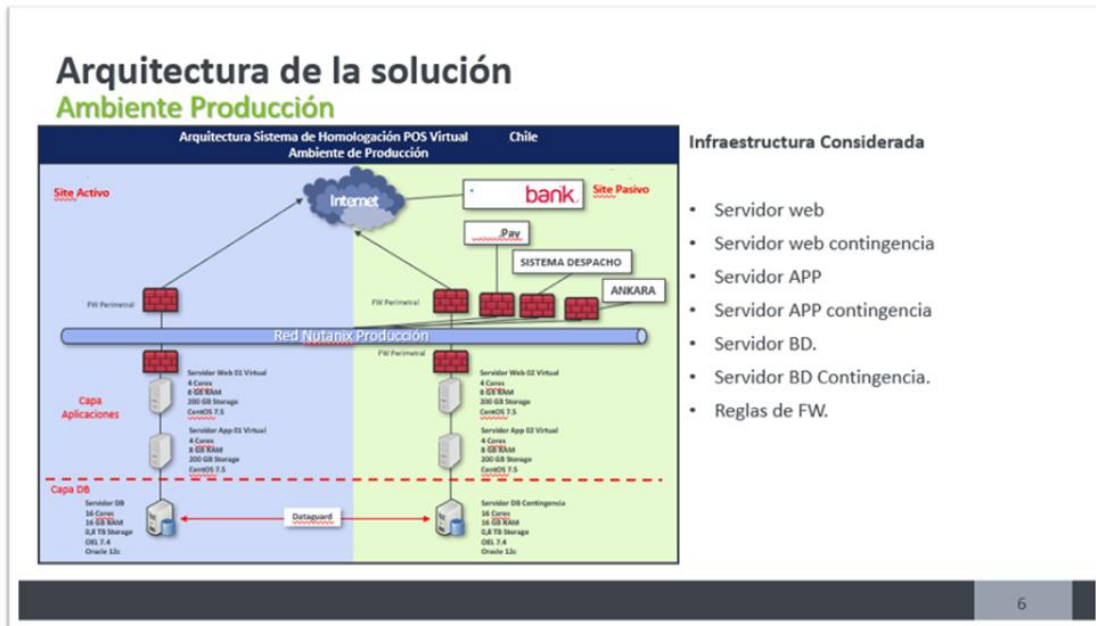 Arquitectura de la solución
Ambiente Producción
Arquitectura Sistema de Homologación POS Virtual Chile
Ambiente de Producción
Site Activo
Internet
bank
Site Pasivo
Pay
SISTEMA DESPACHO
ANKARA
FW Perimetral
FW Perimetral
Red Nutanix Producción
FW Perimetral
Capa
Aplicaciones
Servidor Web 01 Virtual
4 Cores
8 GB RAM
200 GB Storage
CentOS 7.5
Servidor Web 02 Virtual
4 Cores
8 GB RAM
200 GB Storage
CentOS 7.5
Servidor App 01 Virtual
4 Cores
8 GB RAM
200 GB Storage
CentOS 7.5
Servidor App 02 Virtual
4 Cores
8 GB RAM
200 GB Storage
CentOS 7.5
Capa DB
Servidor DB
16 Cores
16 GB RAM
0,8 TB Storage
OEL 7.4
Oracle 12c
Dataguard
Servidor DB Contingencia
16 Cores
16 GB RAM
0,8 TB Storage
OEL 7.4
Oracle 12c
Infraestructura Considerada
• Servidor web
• Servidor web contingencia
• Servidor APP
• Servidor APP contingencia
• Servidor BD.
• Servidor BD Contingencia.
• Reglas de FW.
6